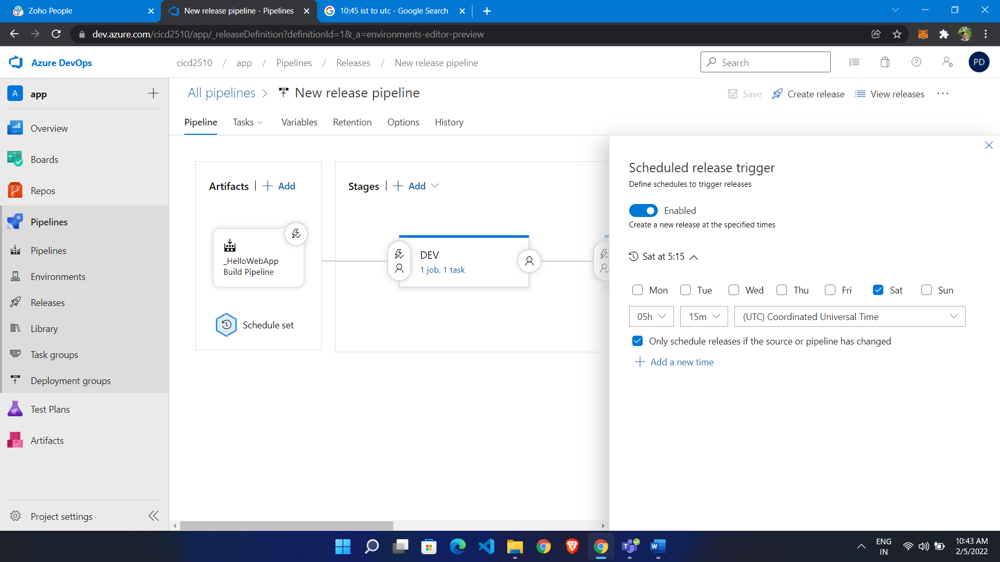 Zoho People
New release pipeline - Pipelines
10:45 ist to utc - Google Search
dev.azure.com/cicd2510/app/_releaseDefinition?definitionId=1&_a=environments-editor-preview
Azure DevOps
cicd2510 / app / Pipelines / Releases / New release pipeline
Search
PD
A app
Overview
Boards
Repos
Pipelines
Pipelines
Environments
Releases
Library
Task groups
Deployment groups
Test Plans
Artifacts
Project settings
All pipelines > New release pipeline
Save
Create release
View releases
Pipeline
Tasks
Variables
Retention
Options
History
Artifacts | + Add
_HelloWebApp
Build Pipeline
Schedule set
Stages | + Add
DEV
1 job, 1 task
Scheduled release trigger
Define schedules to trigger releases
Enabled
Create a new release at the specified times
Sat at 5:15
Mon Tue Wed Thu Fri Sat Sun
05h 15m (UTC) Coordinated Universal Time
Only schedule releases if the source or pipeline has changed
+ Add a new time
ENG
IN
10:43 AM
2/5/2022